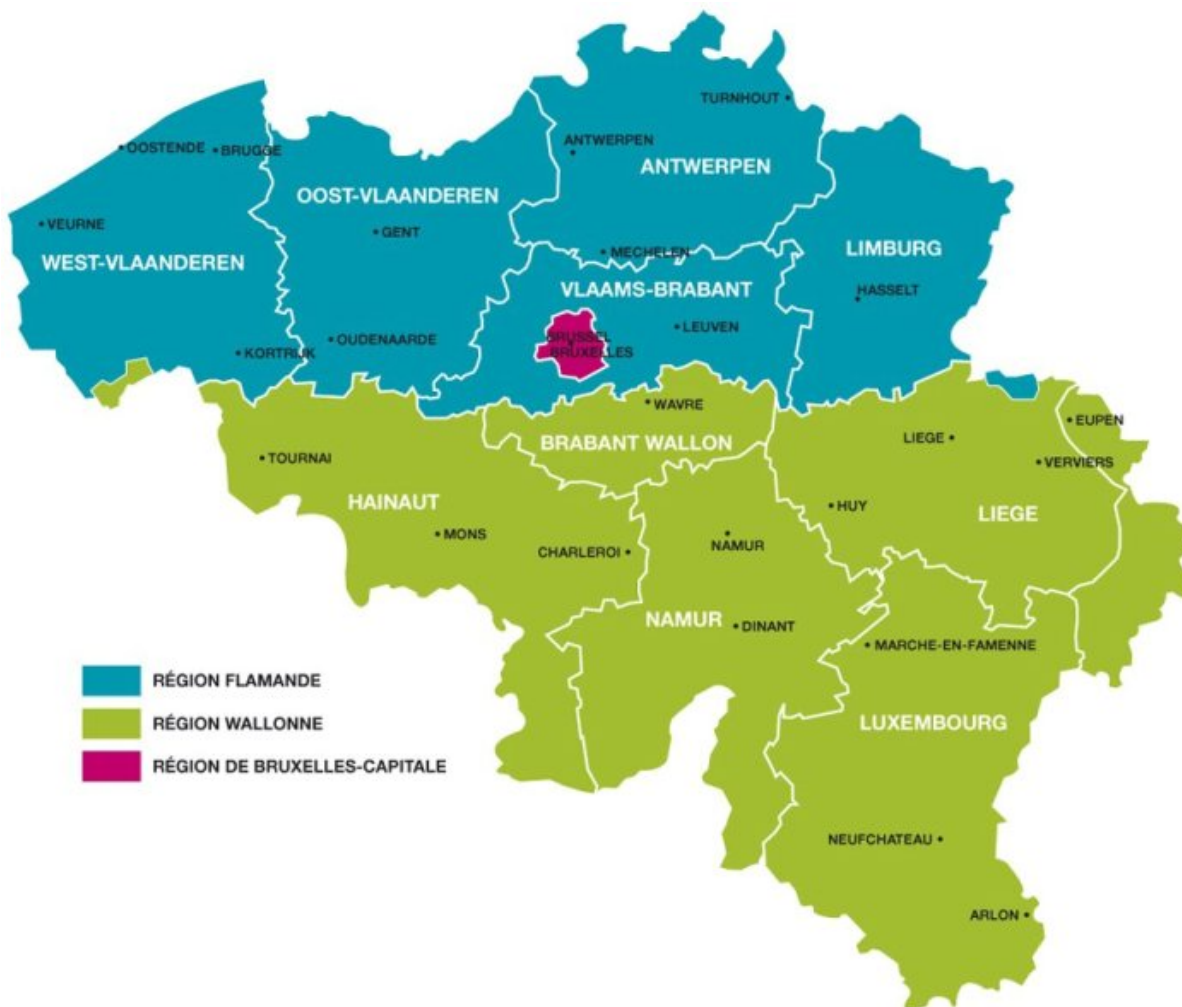 TURNHOUT
ANTWERPEN
OOSTENDE
BRUGGE
ANTWERPEN
OOST-VLAANDEREN
VEURNE
GENT
MECHELEN
LIMBURG
WEST-VLAANDEREN
VLAAMS-BRABANT
HASSELT
LEUVEN
BRUSSEL
BRUXELLES
OUDENAARDE
KORTRIJK
WAVRE
EUPEN
BRABANT WALLON
LIEGE
TOURNAI
VERVIERS
HAINAUT
HUY
LIEGE
MONS
CHARLEROI
NAMUR
NAMUR
DINANT
MARCHE-EN-FAMENNE
RÉGION FLAMANDE
RÉGION WALLONNE
LUXEMBOURG
RÉGION DE BRUXELLES-CAPITALE
NEUFCHATEAU
ARLON